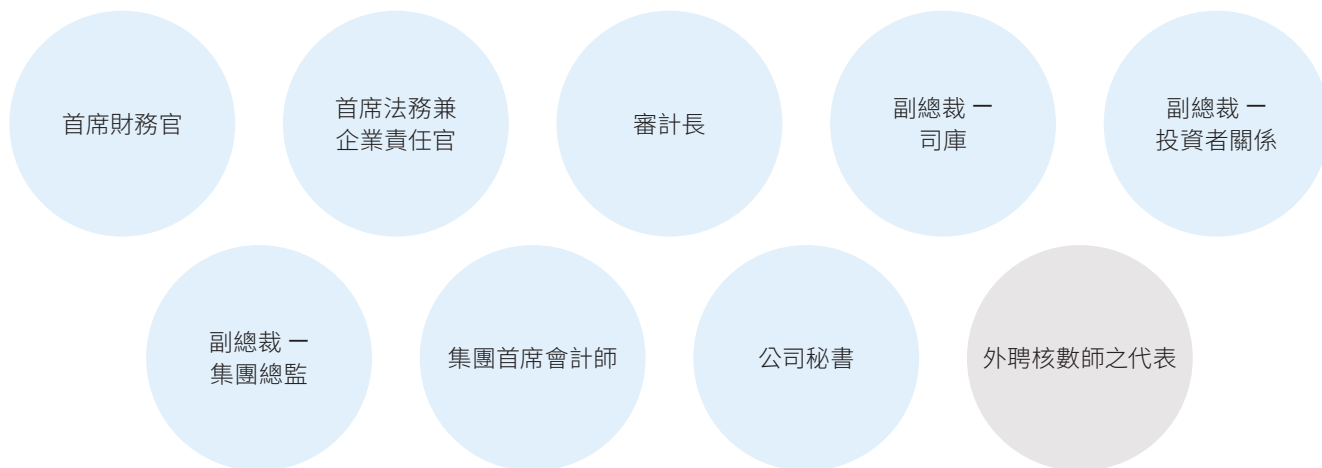 首席財務官
首席法務兼
企業責任官
審計長
副總裁 –
司庫
副總裁 –
投資者關係
副總裁 –
集團總監
集團首席會計師
公司秘書
外聘核數師之代表